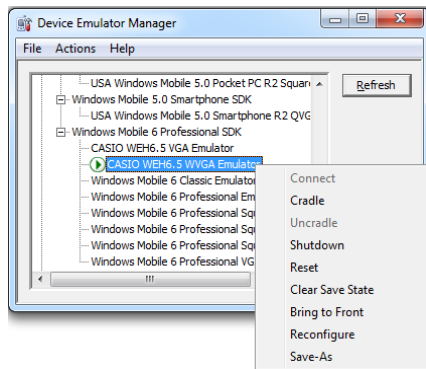 Device Emulator Manager
File Actions Help
USA Windows Mobile 5.0 Pocket PC R2 Squar
Refresh
Windows Mobile 5.0 Smartphone SDK
USA Windows Mobile 5.0 Smartphone R2 QVG
Windows Mobile 6 Professional SDK
CASIO WEH6.5 VGA Emulator
CASIO WEH6.5 WVGA Emulator
Windows Mobile 6 Classic Emulator
Windows Mobile 6 Professional Em
Windows Mobile 6 Professional Sq
Windows Mobile 6 Professional Sq
Windows Mobile 6 Professional Sq
Windows Mobile 6 Professional VG
Connect
Cradle
Uncradle
Shutdown
Reset
Clear Save State
Bring to Front
Reconfigure
Save-As